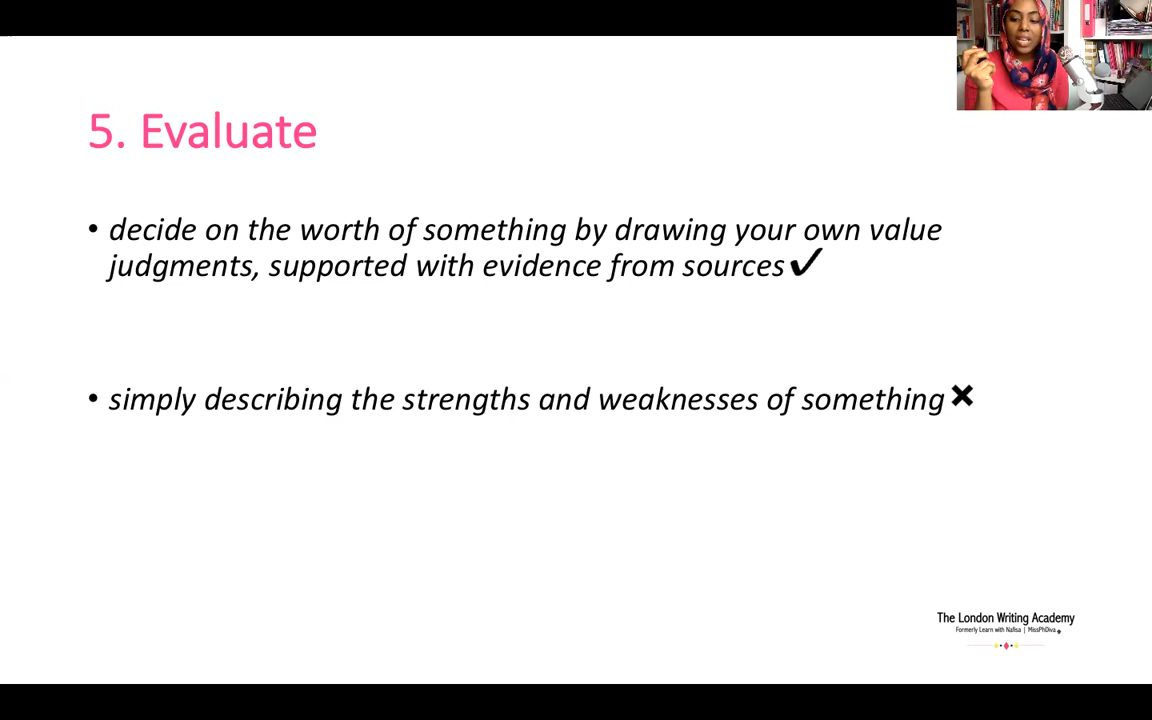 5. Evaluate
• decide on the worth of something by drawing your own value
judgments, supported with evidence from sources ✓
• simply describing the strengths and weaknesses of something ✖
The London Writing Academy
Formerly Learn with Nafisa | MissPhDiva